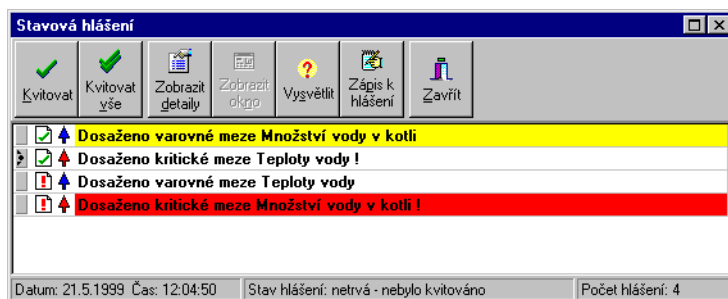 Stavová hlášení
Kvitovat
Kvitovat vše
Zobrazit detaily
Zobrazit okno
Vysvětlit
Zápis k hlášení
Zavřít
Dosaženo varovné meze Množství vody v kotli
Dosaženo kritické meze Teploty vody !
Dosaženo varovné meze Teploty vody
Dosaženo kritické meze Množství vody v kotli !
Datum: 21.5.1999 Čas: 12:04:50 Stav hlášení: netrvá - nebylo kvitováno Počet hlášení: 4